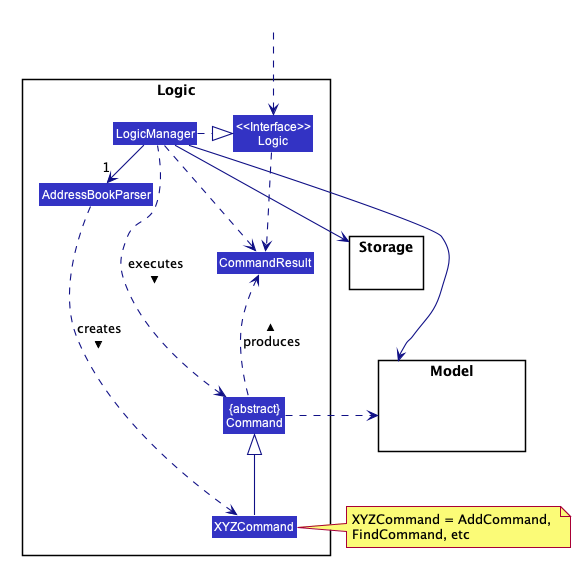 Logic
LogicManager
<<Interface>>
Logic
1
AddressBookParser
Storage
CommandResult
executes
▼
creates
▼
▲
produces
Model
{abstract}
Command
XYZCommand
XYZCommand = AddCommand,
FindCommand, etc